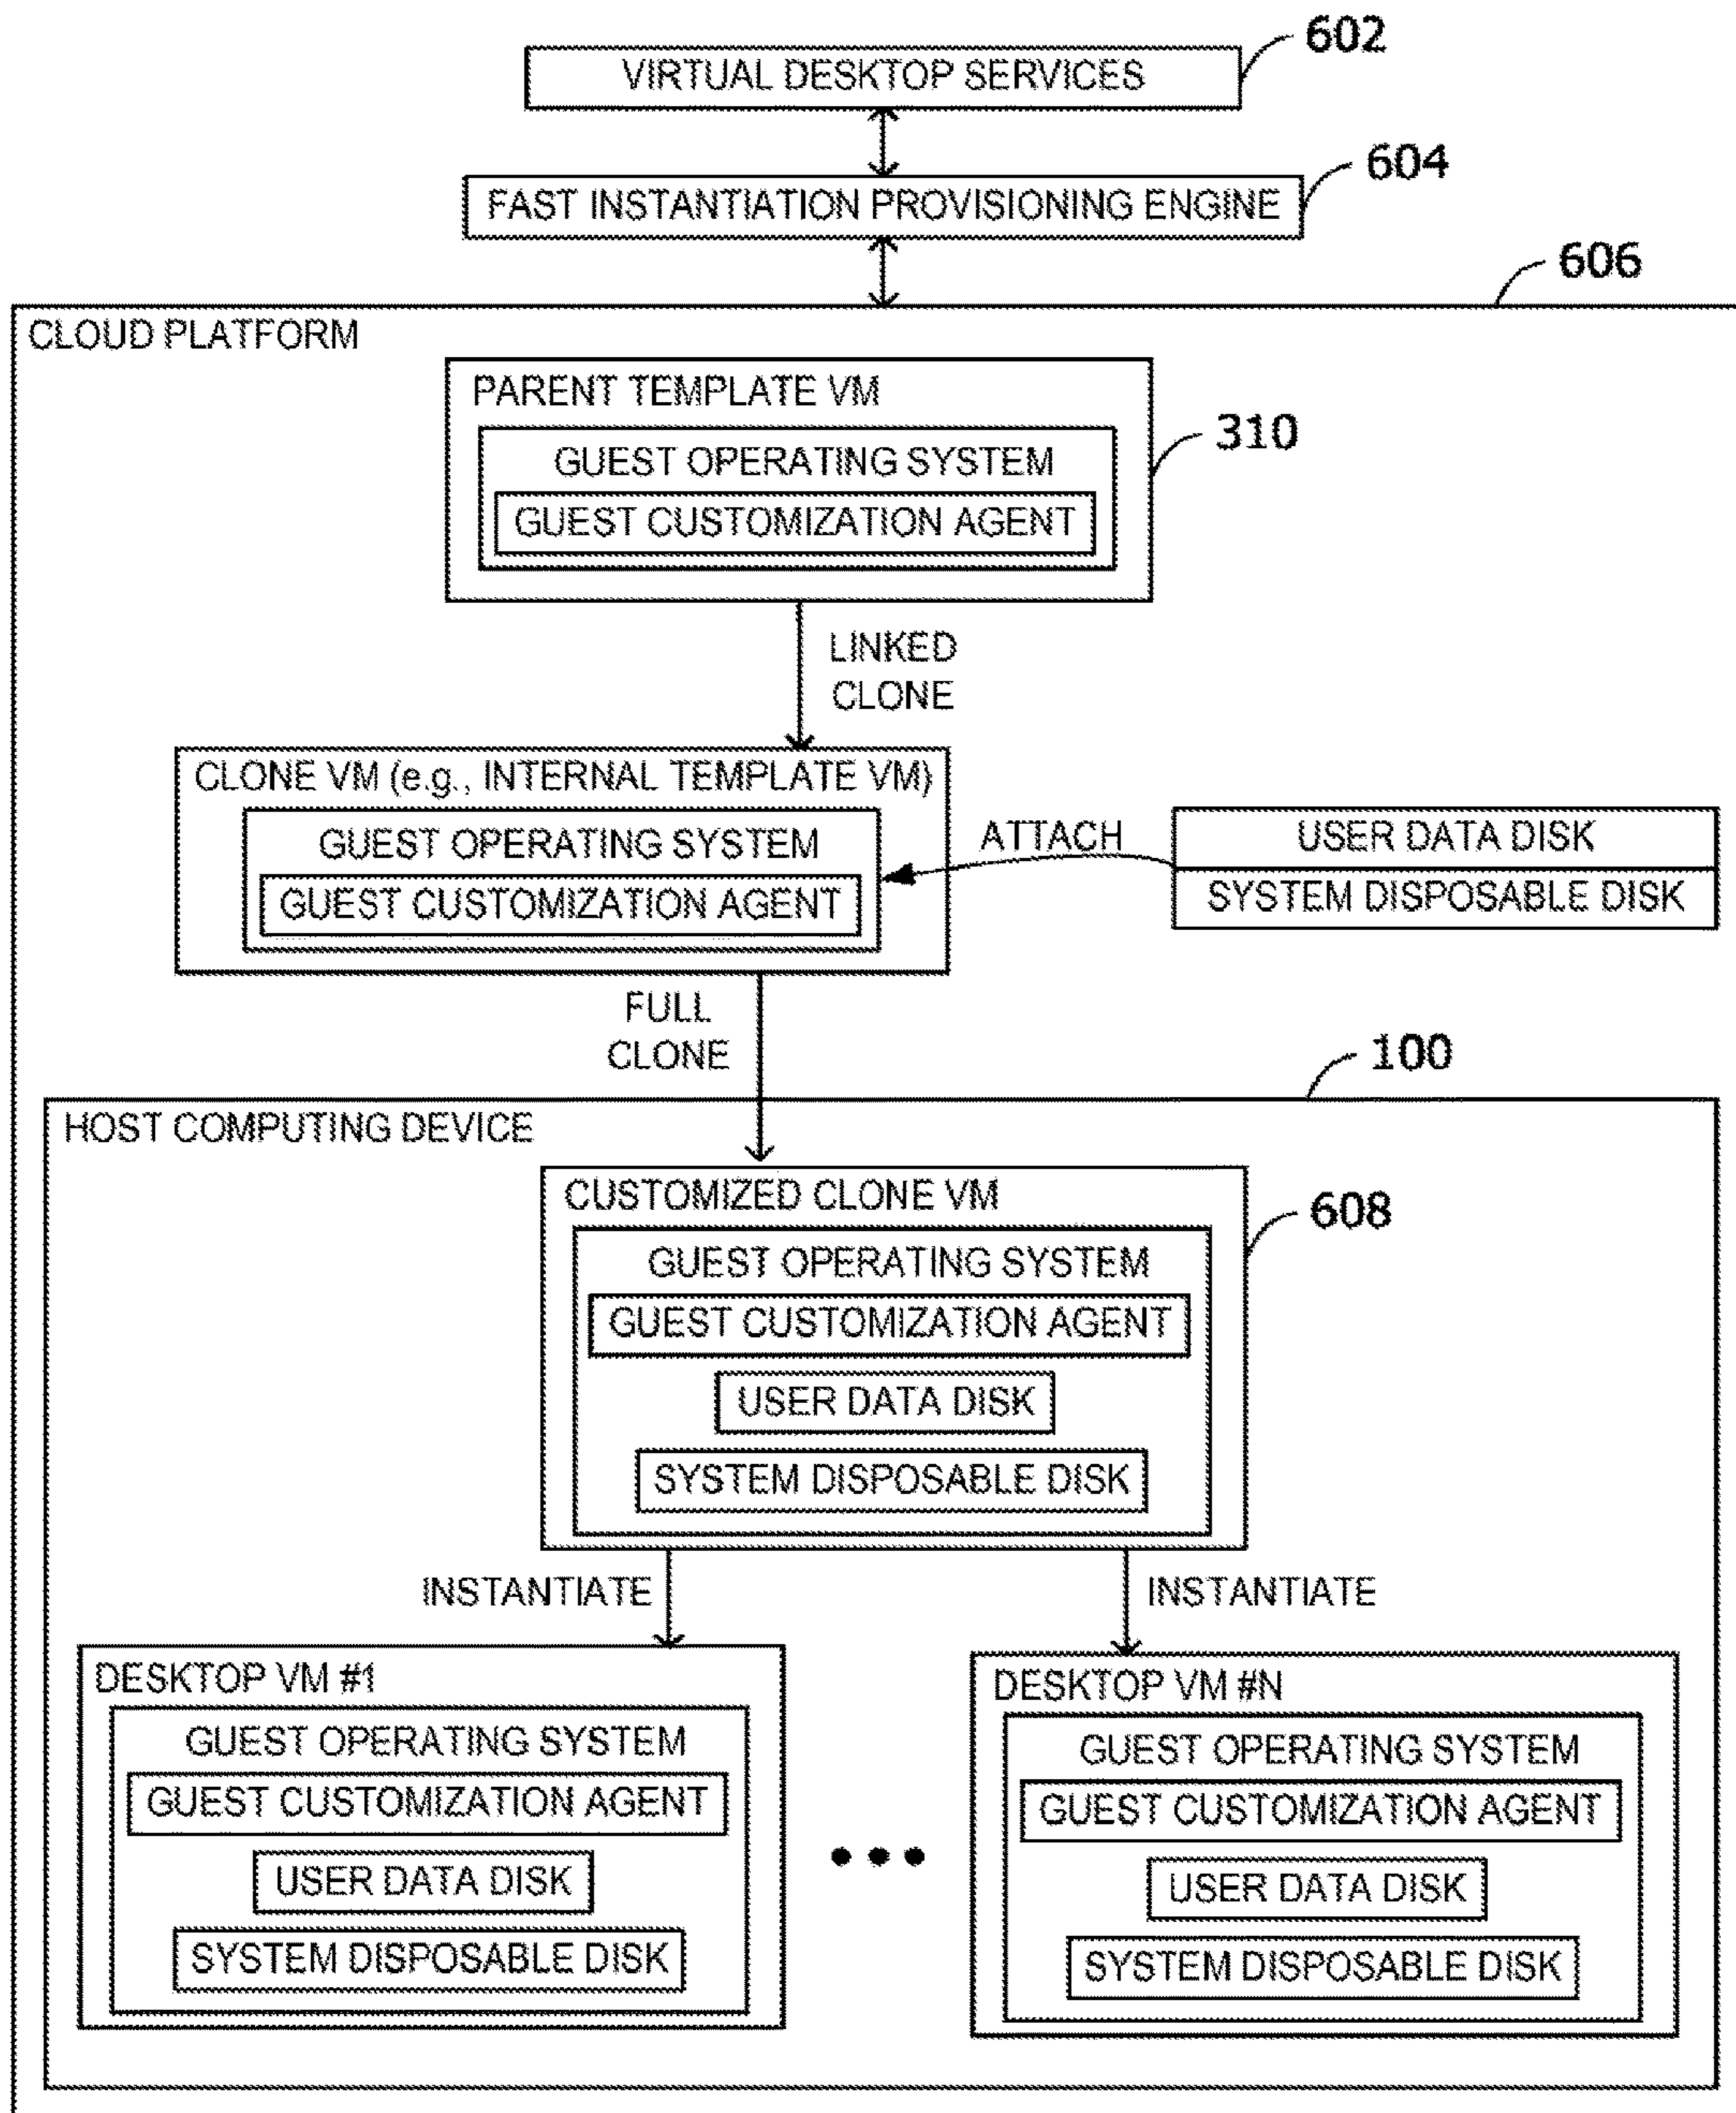 602
VIRTUAL DESKTOP SERVICES
604
FAST INSTANTIATION PROVISIONING ENGINE
606
CLOUD PLATFORM
PARENT TEMPLATE VM
310
GUEST OPERATING SYSTEM
GUEST CUSTOMIZATION AGENT
LINKED
CLONE
CLONE VM (e.g., INTERNAL TEMPLATE VM)
GUEST OPERATING SYSTEM
GUEST CUSTOMIZATION AGENT
ATTACH
USER DATA DISK
SYSTEM DISPOSABLE DISK
FULL
CLONE
100
HOST COMPUTING DEVICE
CUSTOMIZED CLONE VM
608
GUEST OPERATING SYSTEM
GUEST CUSTOMIZATION AGENT
USER DATA DISK
SYSTEM DISPOSABLE DISK
INSTANTIATE
INSTANTIATE
DESKTOP VM #1
GUEST OPERATING SYSTEM
GUEST CUSTOMIZATION AGENT
USER DATA DISK
SYSTEM DISPOSABLE DISK
DESKTOP VM #N
GUEST OPERATING SYSTEM
GUEST CUSTOMIZATION AGENT
USER DATA DISK
SYSTEM DISPOSABLE DISK